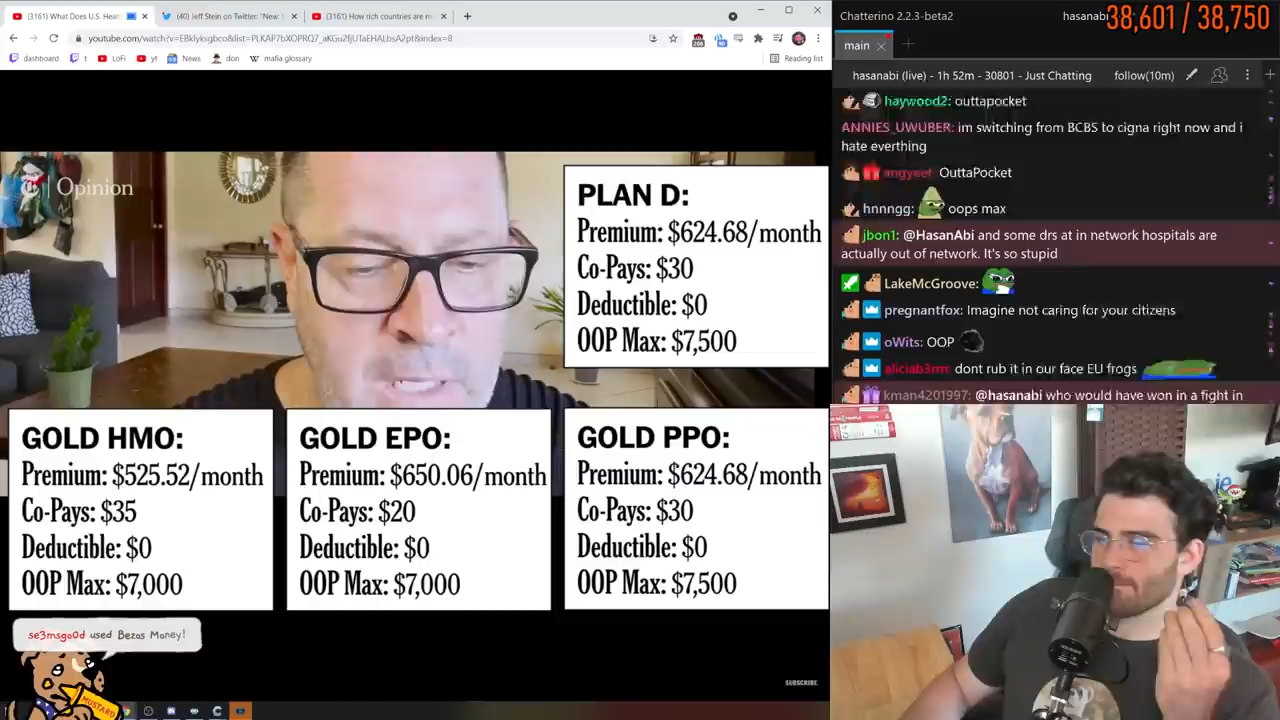 (3161) What Does U.S. Heal
(40) Jeff Stein on Twitter: "New:
(3161) How rich countries are m
youtube.com/watch?v=EBklyksgbco&list=PLKAP7bXOPRQ7_aKGu2fjUTaEHALbsA2pt&index=8
dashboard
t
LoFi
yt
News
don
mafia glossary
Reading list
Opinion
PLAN D:
Premium: $624.68/month
Co-Pays: $30
Deductible: $0
OOP Max: $7,500
GOLD HMO:
Premium: $525.52/month
Co-Pays: $35
Deductible: $0
OOP Max: $7,000
GOLD EPO:
Premium: $650.06/month
Co-Pays: $20
Deductible: $0
OOP Max: $7,000
GOLD PPO:
Premium: $624.68/month
Co-Pays: $30
Deductible: $0
OOP Max: $7,500
se3msgo0d used Bezos Money!
MUSTARD
SUBSCRIBE
Chatterino 2.2.3-beta2
hasanabi
38,601 / 38,750
main
hasanabi (live) - 1h 52m - 30801 - Just Chatting
follow(10m)
haywood2: outtapocket
ANNIES_UWUBER: im switching from BCBS to cigna right now and i
hate everthing
angyeet OuttaPocket
hnnngg: oops max
jbon1: @HasanAbi and some drs at in network hospitals are
actually out of network. It's so stupid
LakeMcGroove:
pregnantfox: Imagine not caring for your citizens
oWits: OOP
aliciab3rm: dont rub it in our face EU frogs
kman4201997: @hasanabi who would have won in a fight in